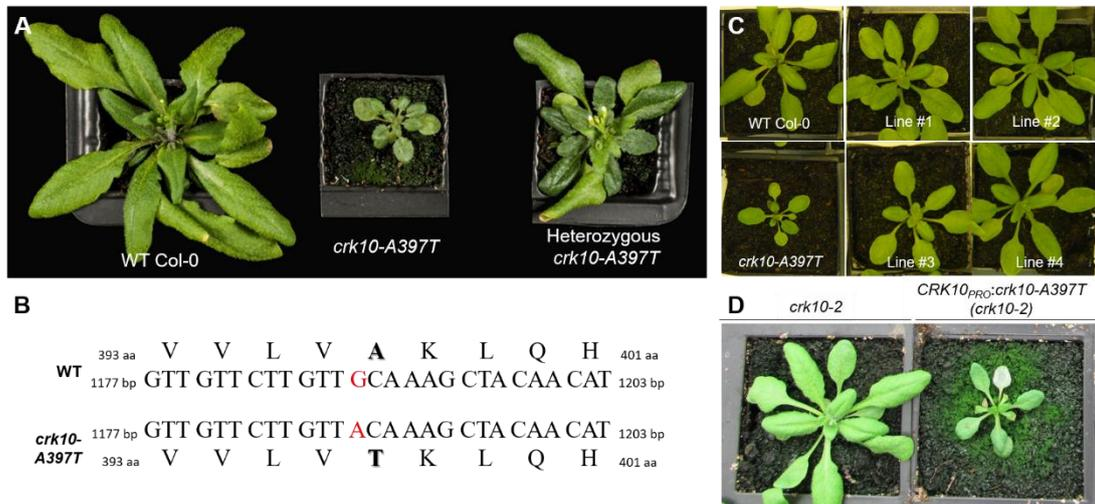 A
WT Col-0
crk10-A397T
Heterozygous
crk10-A397T
B
393 aa V V L V A K L Q H 401 aa
WT
1177 bp GTT GTT CTT GTT GCA AAG CTA CAA CAT 1203 bp
crk10-
A397T
1177 bp GTT GTT CTT GTT ACA AAG CTA CAA CAT 1203 bp
393 aa V V L V T K L Q H 401 aa
C
WT Col-0
Line #1
Line #2
crk10-A397T
Line #3
Line #4
D
crk10-2
CRK10PRO:crk10-A397T
(crk10-2)